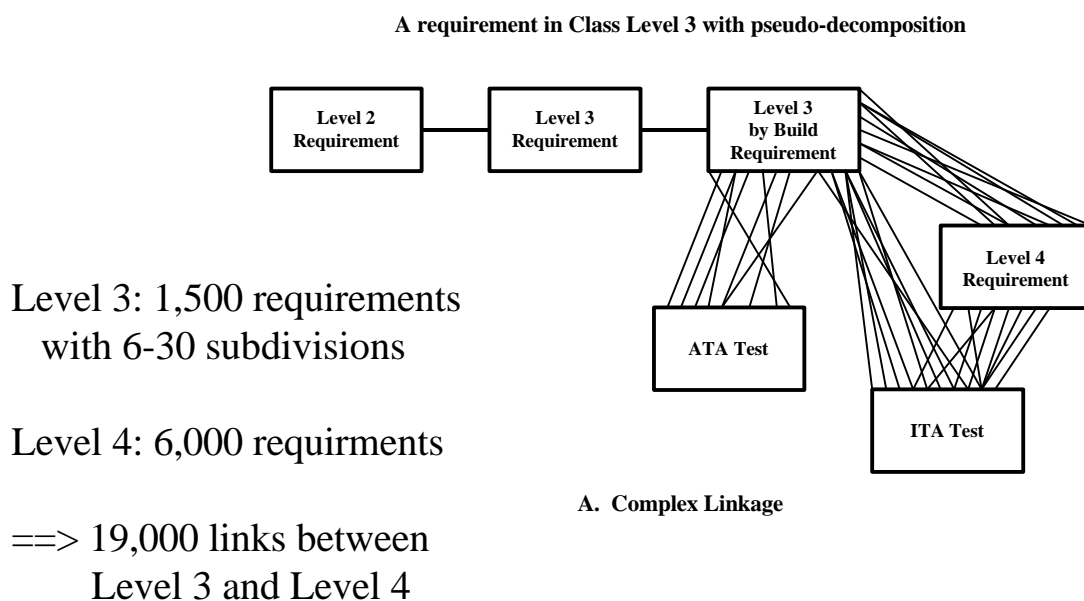 A requirement in Class Level 3 with pseudo-decomposition
Level 2
Requirement
Level 3
Requirement
Level 3
by Build
Requirement
Level 4
Requirement
ATA Test
ITA Test
Level 3: 1,500 requirements
with 6-30 subdivisions
Level 4: 6,000 requirments
==> 19,000 links between
Level 3 and Level 4
A. Complex Linkage